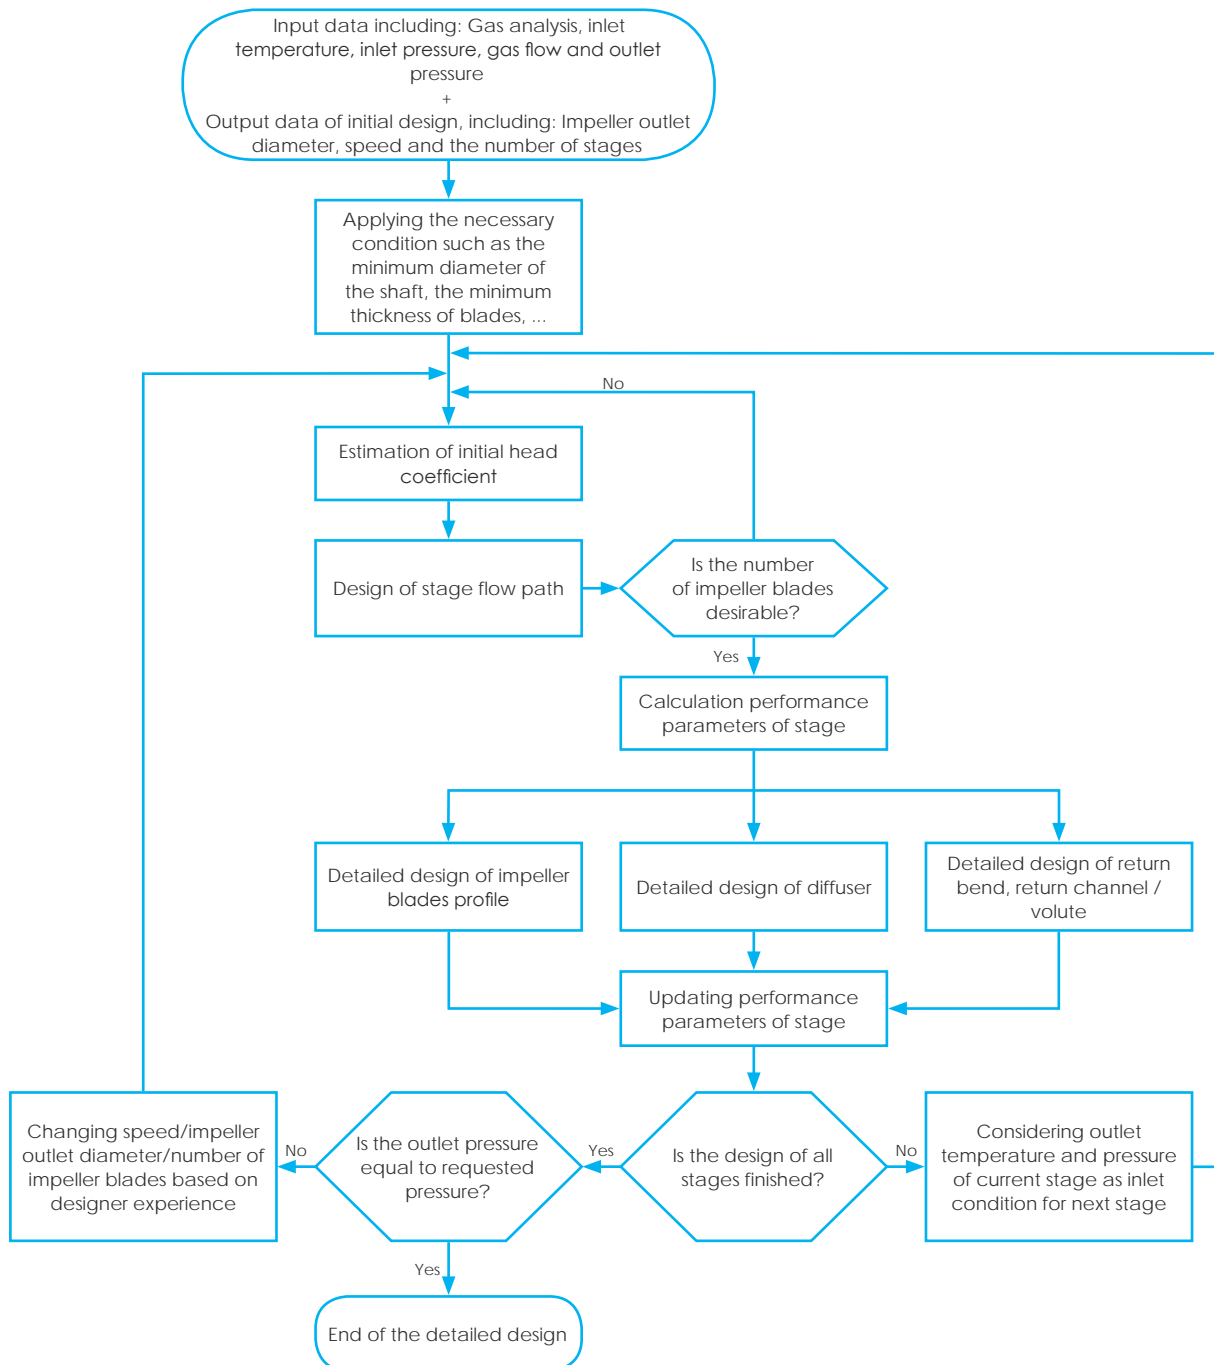 Input data including: Gas analysis, inlet
temperature, inlet pressure, gas flow and outlet
pressure
+
Output data of initial design, including: Impeller outlet
diameter, speed and the number of stages
Applying the necessary
condition such as the
minimum diameter of
the shaft, the minimum
thickness of blades, ...
No
Estimation of initial head
coefficient
Design of stage flow path
Is the number
of impeller blades
desirable?
Yes
Calculation performance
parameters of stage
Detailed design of impeller
blades profile
Detailed design of diffuser
Detailed design of return
bend, return channel /
volute
Updating performance
parameters of stage
Changing speed/impeller
outlet diameter/number of
impeller blades based on
designer experience
No
Is the outlet pressure
equal to requested
pressure?
Yes
Is the design of all
stages finished?
No
Considering outlet
temperature and pressure
of current stage as inlet
condition for next stage
Yes
End of the detailed design